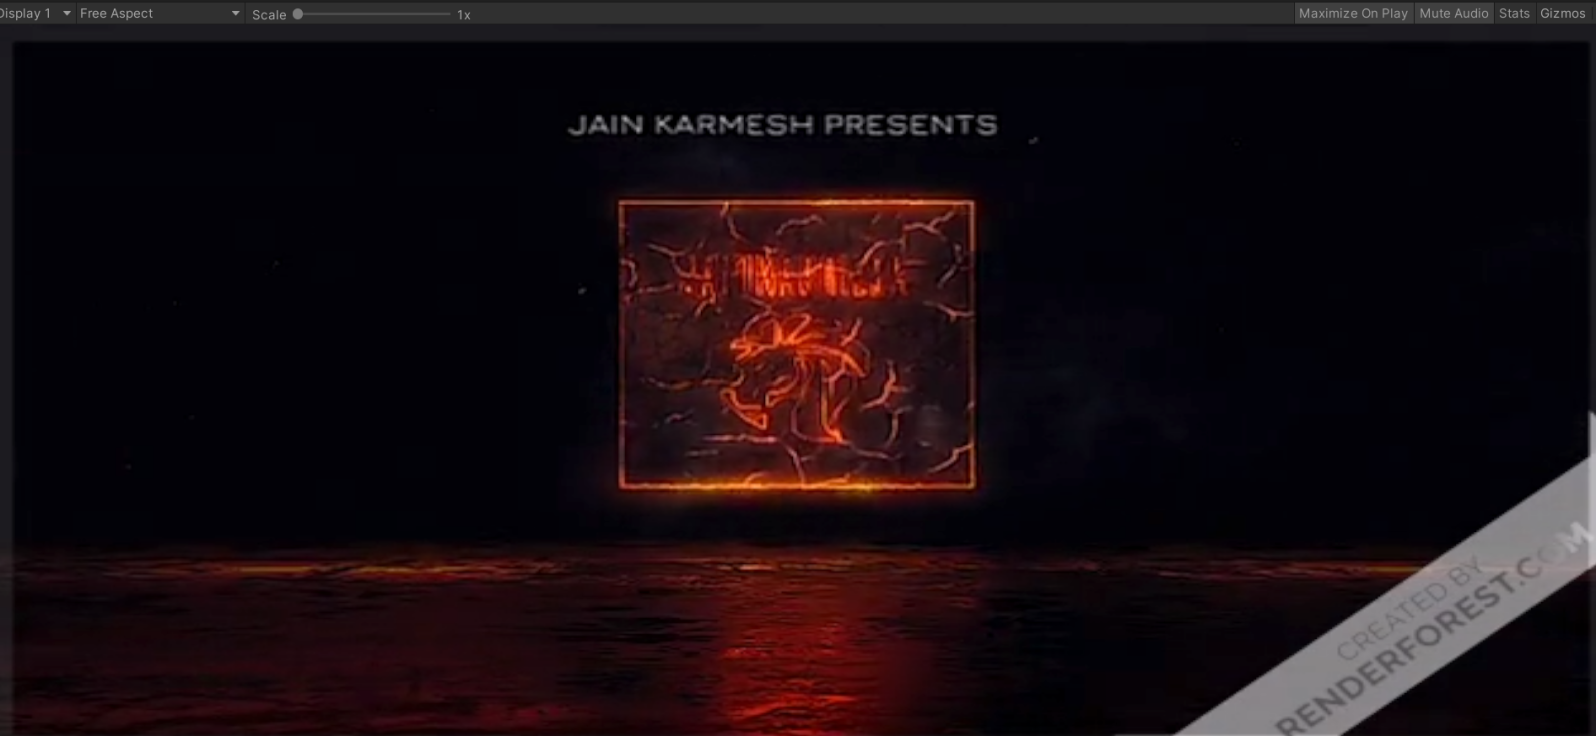 Display 1
Free Aspect
Scale
1x
Maximize On Play
Mute Audio
Stats
Gizmos
JAIN KARMESH PRESENTS
CREATED BY
RENDERFOREST.COM